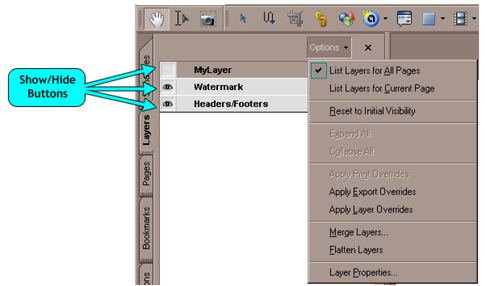 Options
MyLayer
Watermark
Headers/Footers
Show/Hide
Buttons
Layers
Pages
Bookmarks
List Layers for All Pages
List Layers for Current Page
Reset to Initial Visibility
Expand All
Collapse All
Apply Print Overrides
Apply Export Overrides
Apply Layer Overrides
Merge Layers...
Flatten Layers
Layer Properties...